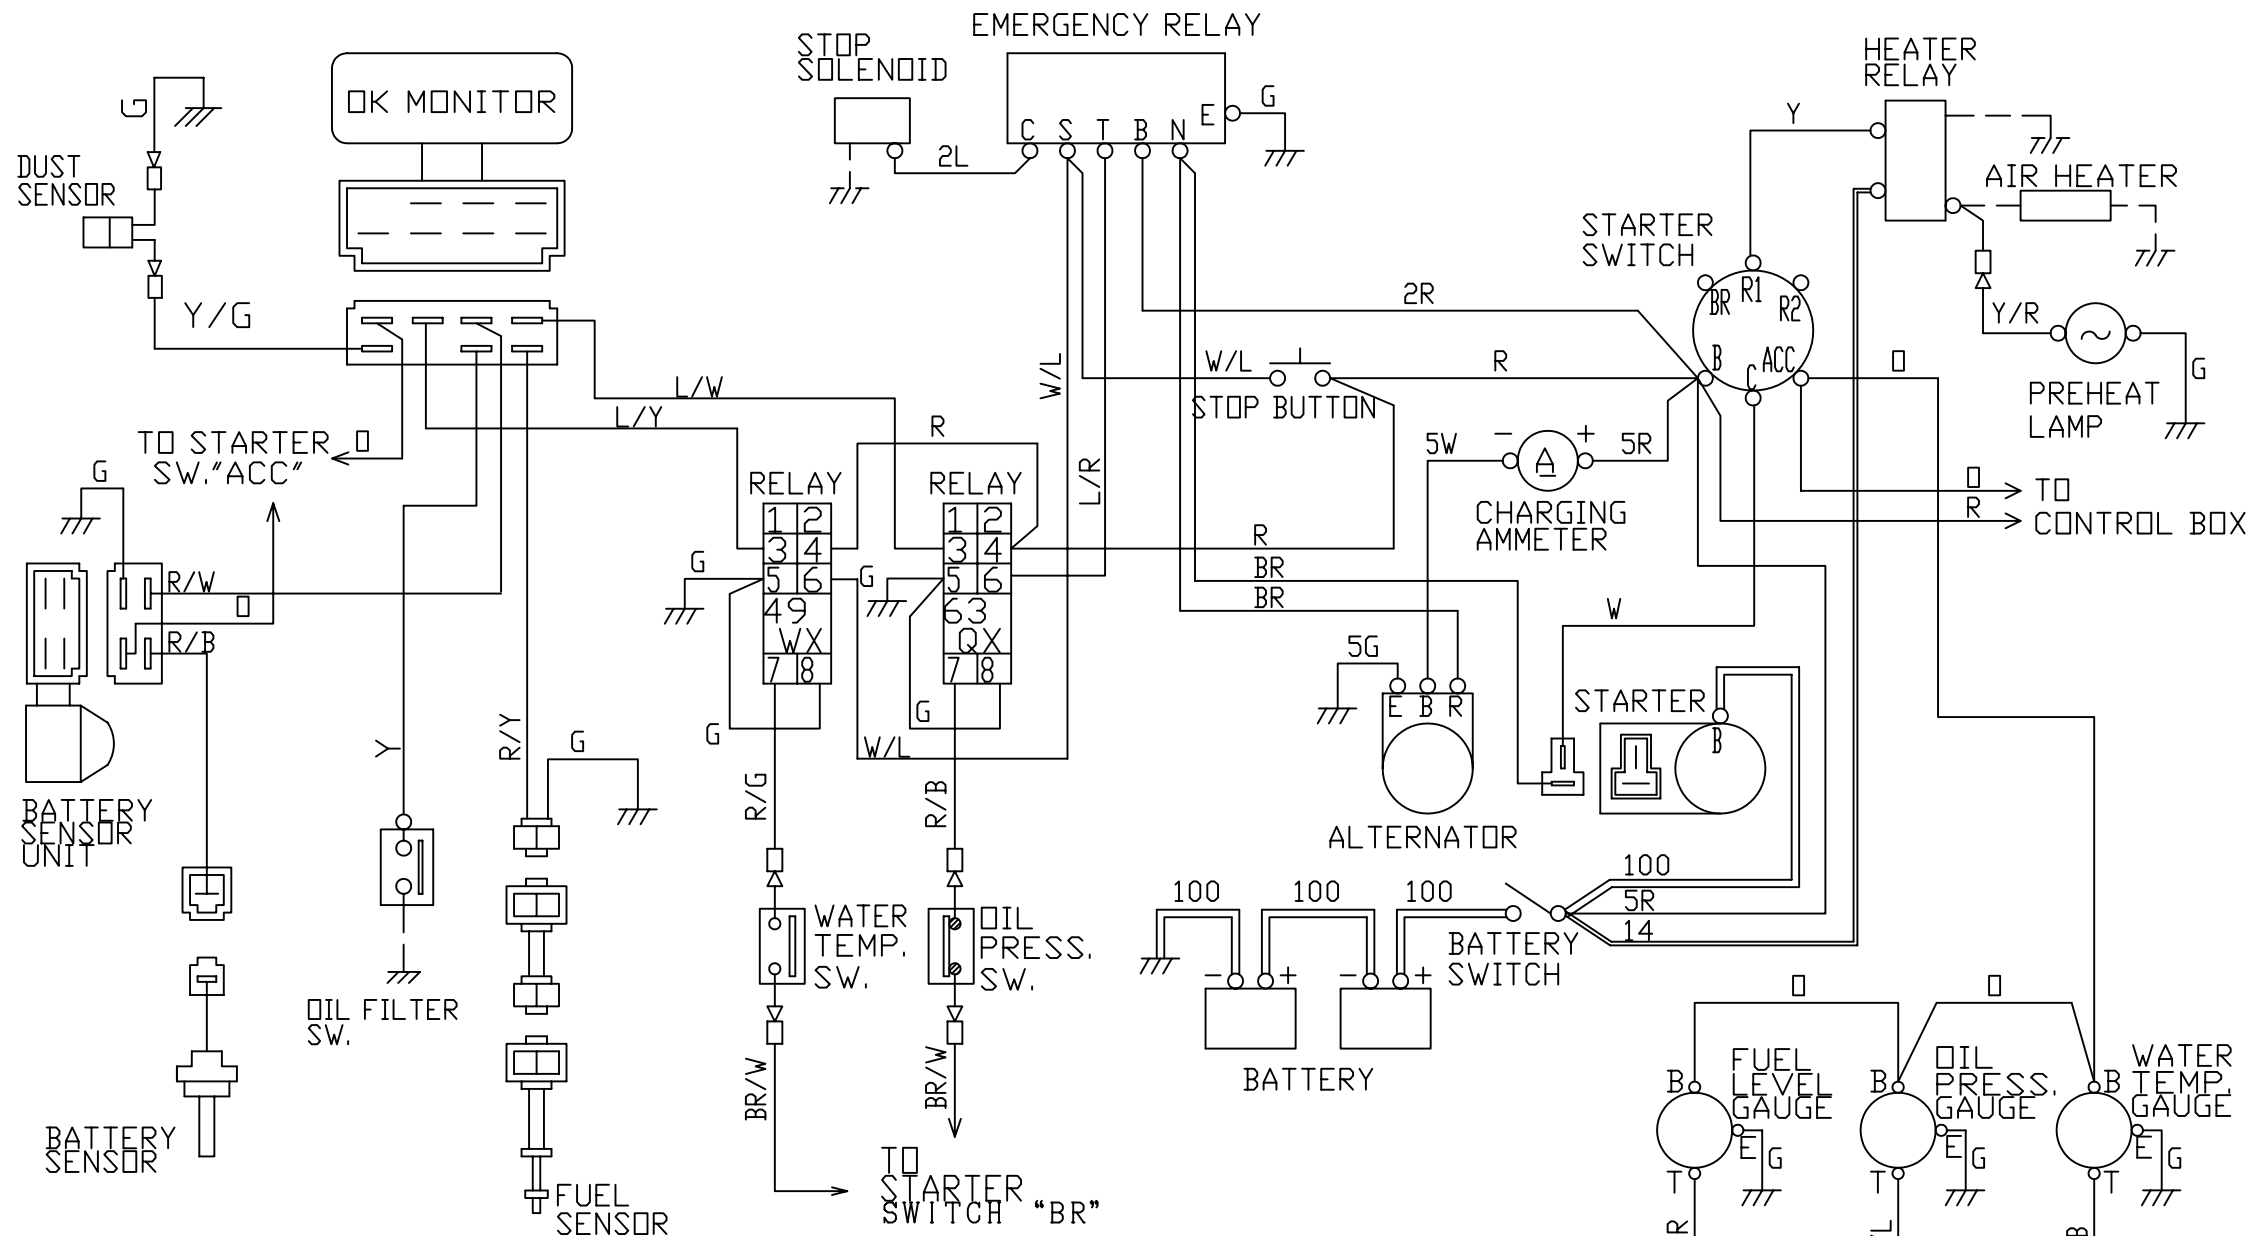 EMERGENCY RELAY
STOP
SOLENOID
C S T B N E
G
2L
HEATER
RELAY
Y
AIR HEATER
STARTER
SWITCH
BR R1 R2
B C ACC
Y/R
G
PREHEAT
LAMP
OK MONITOR
G
DUST
SENSOR
Y/G
2R
W/L
W/L
R
O
STOP BUTTON
L/W
L/Y
R
TO STARTER O
SW."ACC"
G
5W - + 5R
A
CHARGING
AMMETER
O
TO
R
CONTROL BOX
L/R
RELAY
1 2
3 4
5 6
49
WX
7 8
RELAY
1 2
3 4
5 6
63
QX
7 8
G
G
G
G
R
BR
BR
R/W
O
R/B
W
5G
E B R
ALTERNATOR
STARTER
B
Y
R/Y
G
W/L
R/G
R/B
BATTERY
SENSOR
UNIT
100
5R
14
100 100 100
BATTERY
SWITCH
- + - +
BATTERY
WATER
TEMP.
SW.
OIL
PRESS.
SW.
OIL FILTER
SW.
BR/W
BR/W
O O
FUEL
LEVEL
GAUGE
OIL
PRESS.
GAUGE
WATER
TEMP.
GAUGE
B B B
E E E
G G G
T T T
R
L
B
BATTERY
SENSOR
FUEL
SENSOR
TO
STARTER
SWITCH "BR"